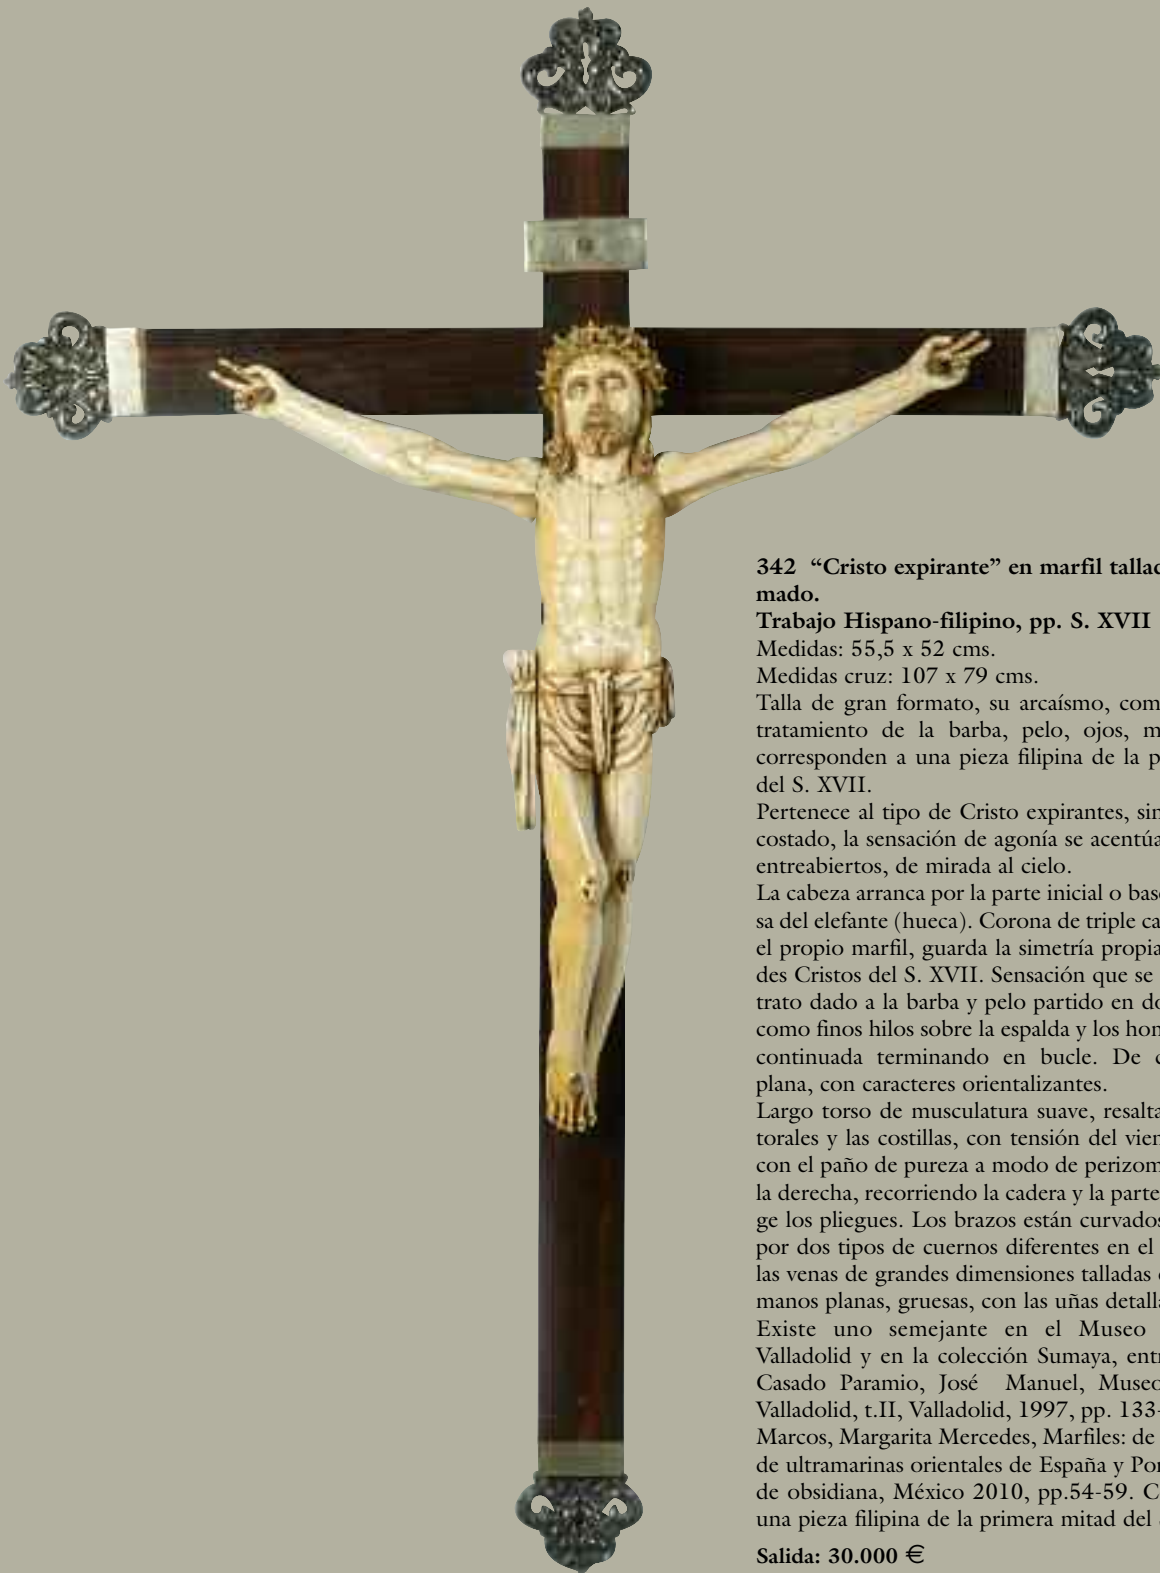 342 “Cristo expirante” en marfil tallad
mado.
Trabajo Hispano-filipino, pp. S. XVII
Medidas: 55,5 x 52 cms.
Medidas cruz: 107 x 79 cms.
Talla de gran formato, su arcaísmo, com
tratamiento de la barba, pelo, ojos, m
corresponden a una pieza filipina de la p
del S. XVII.
Pertenece al tipo de Cristo expirantes, sin
costado, la sensación de agonía se acentúa
entreabiertos, de mirada al cielo.
La cabeza arranca por la parte inicial o bas
sa del elefante (hueca). Corona de triple ca
el propio marfil, guarda la simetría propia
des Cristos del S. XVII. Sensación que se
trato dado a la barba y pelo partido en do
como finos hilos sobre la espalda y los hom
continuada terminando en bucle. De c
plana, con caracteres orientalizantes.
Largo torso de musculatura suave, resalta
torales y las costillas, con tensión del vien
con el paño de pureza a modo de perizom
la derecha, recorriendo la cadera y la parte
ge los pliegues. Los brazos están curvados
por dos tipos de cuernos diferentes en el
las venas de grandes dimensiones talladas
manos planas, gruesas, con las uñas detalla
Existe uno semejante en el Museo
Valladolid y en la colección Sumaya, entr
Casado Paramio, José Manuel, Museo
Valladolid, t.II, Valladolid, 1997, pp. 133-
Marcos, Margarita Mercedes, Marfiles: de
de ultramarinas orientales de España y Por
de obsidiana, México 2010, pp.54-59. C
una pieza filipina de la primera mitad del
Salida: 30.000 €